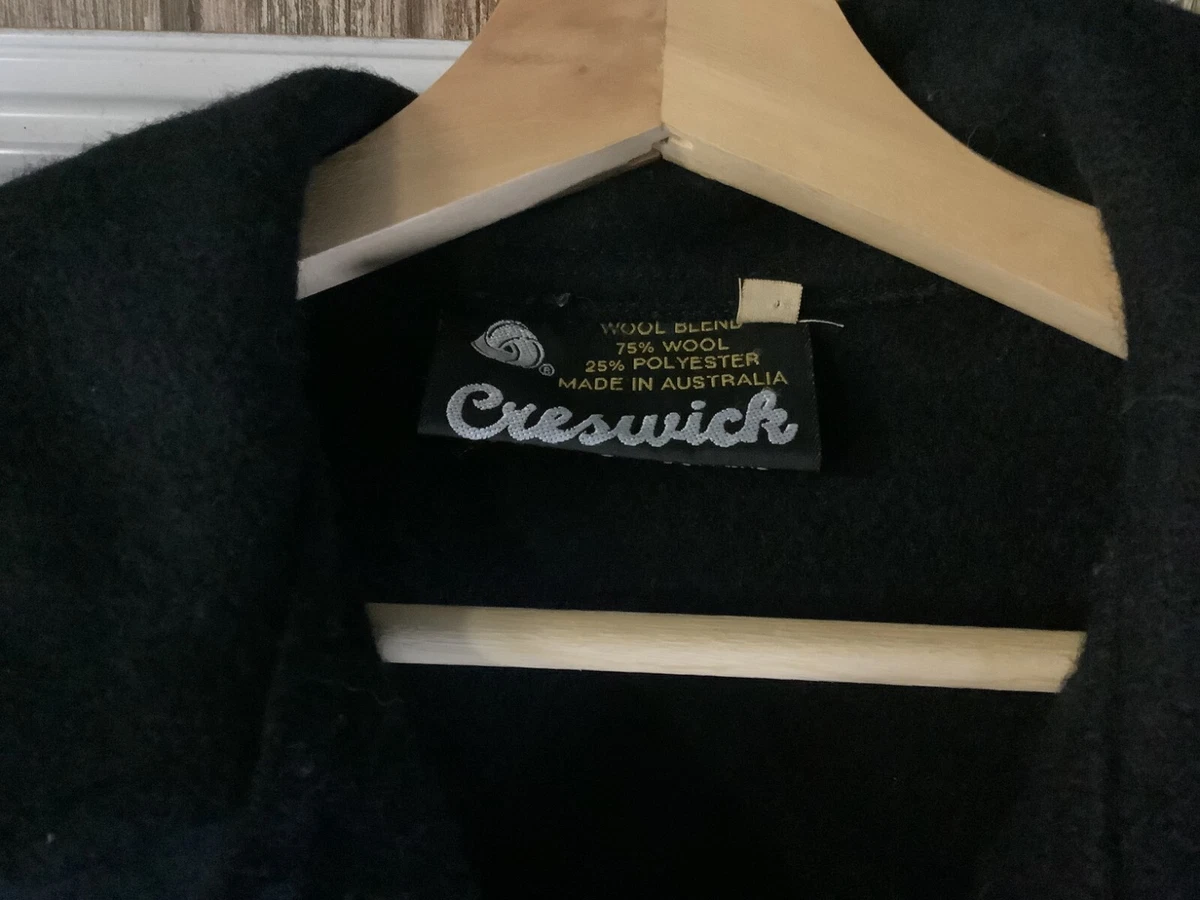 WOOL BLEND
75% WOOL
25% POLYESTER
MADE IN AUSTRALIA
®
Creswick